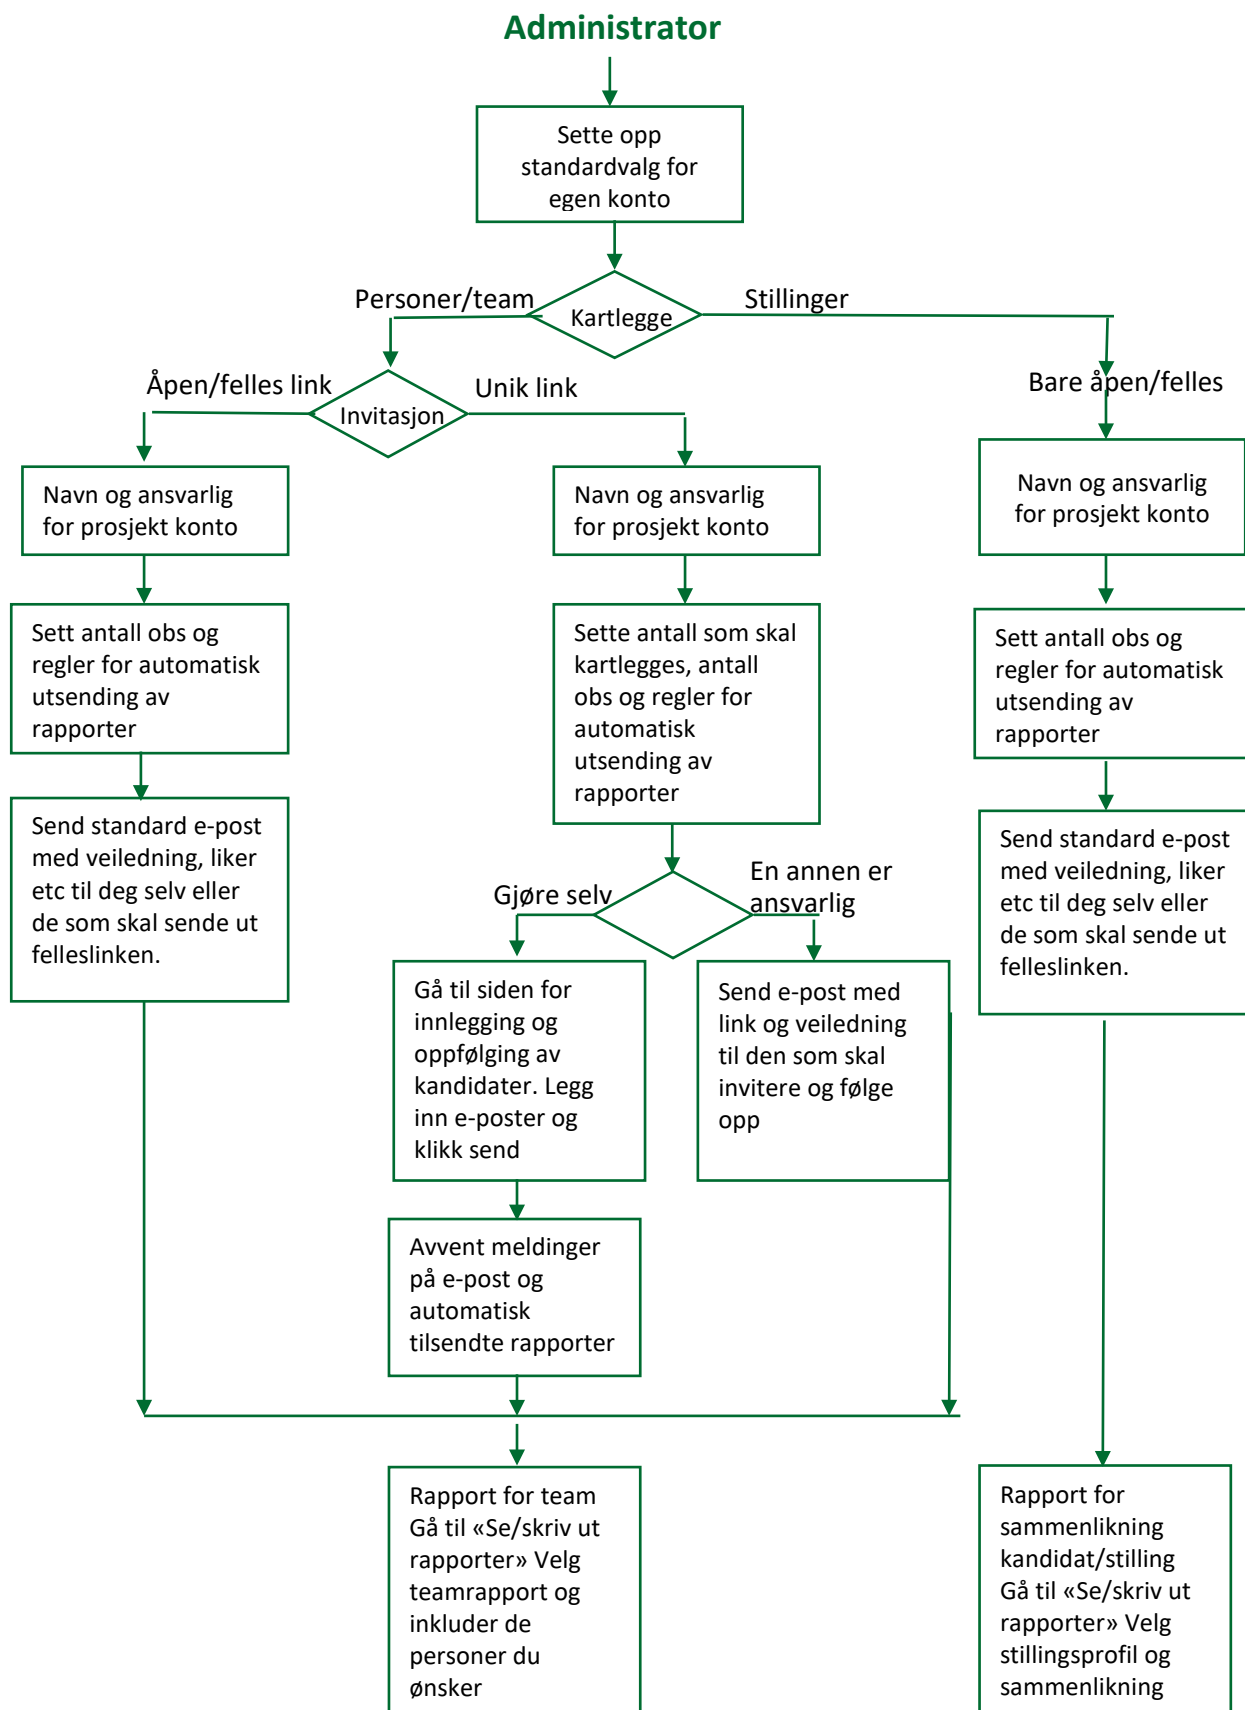 Administrator
Sette opp
standardvalg for
egen konto
Personer/team
Kartlegge
Stillinger
Åpen/felles link
Invitasjon
Unik link
Bare åpen/felles
Navn og ansvarlig
for prosjekt konto
Navn og ansvarlig
for prosjekt konto
Navn og ansvarlig
for prosjekt konto
Sett antall obs og
regler for automatisk
utsending av
rapporter
Sette antall som skal
kartlegges, antall
obs og regler for
automatisk
utsending av
rapporter
Sett antall obs og
regler for automatisk
utsending av
rapporter
Send standard e-post
med veiledning, liker
etc til deg selv eller
de som skal sende ut
felleslinken.
Gjøre selv
En annen er
ansvarlig
Send standard e-post
med veiledning, liker
etc til deg selv eller
de som skal sende ut
felleslinken.
Gå til siden for
innlegging og
oppfølging av
kandidater. Legg
inn e-poster og
klikk send
Send e-post med
link og veiledning
til den som skal
invitere og følge
opp
Avvent meldinger
på e-post og
automatisk
tilsendte rapporter
Rapport for team
Gå til «Se/skriv ut
rapporter» Velg
teamrapport og
inkluder de
personer du
ønsker
Rapport for
sammenlikning
kandidat/stilling
Gå til «Se/skriv ut
rapporter» Velg
stillingsprofil og
sammenlikning